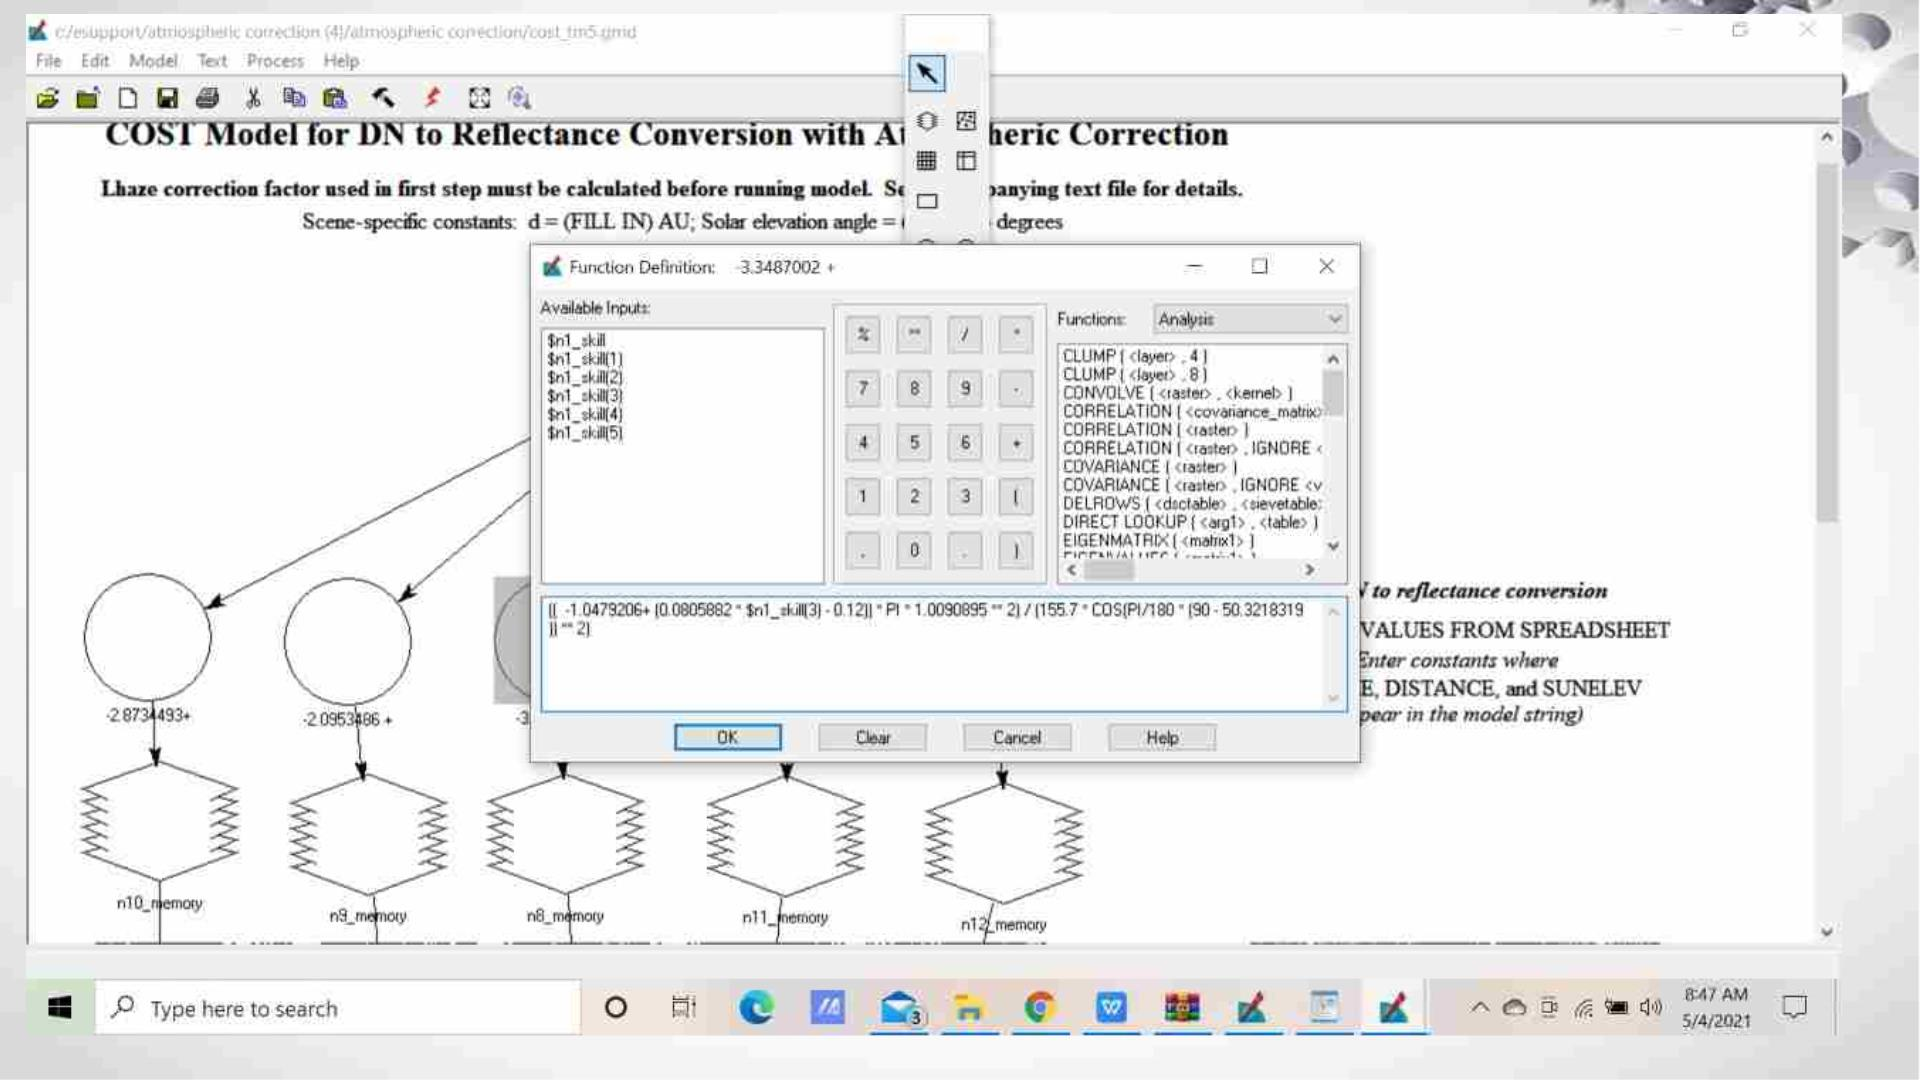 c:/esupport/atmospheric correction (4)/atmospheric correction/cost_tm5.gmd
File Edit Model Text Process Help
COST Model for DN to Reflectance Conversion with At heric Correction
Lhaze correction factor used in first step must be calculated before running model. Se panying text file for details.
Scene-specific constants: d = (FILL IN) AU; Solar elevation angle = ( degrees
Function Definition: -3.3487002 +
Available Inputs:
$n1_skill
$n1_skill(1)
$n1_skill(2)
$n1_skill(3)
$n1_skill(4)
$n1_skill(5)
% ** / *
7 8 9 -
4 5 6 +
1 2 3 (
, 0 . )
Functions: Analysis
CLUMP ( <layer> , 4 )
CLUMP ( <layer> , 8 )
CONVOLVE ( <raster> , <kernel> )
CORRELATION ( <covariance_matrix>
CORRELATION ( <raster> )
CORRELATION ( <raster> , IGNORE <
COVARIANCE ( <raster> )
COVARIANCE ( <raster> , IGNORE <v
DELROWS ( <dsctable> , <sievetable>
DIRECT LOOKUP ( <arg1> , <table> )
EIGENMATRIX ( <matrix1> )
(( -1.0479206+ (0.0805882 * $n1_skill(3) - 0.12)) * PI * 1.0090895 ** 2) / (155.7 * COS(PI/180 * (90 - 50.3218319
)) ** 2)
OK Clear Cancel Help
to reflectance conversion
VALUES FROM SPREADSHEET
Enter constants where
E, DISTANCE, and SUNELEV
pear in the model string)
-2.8734493+
-2.0953486 +
-3
n10_memory
n9_memory
n8_memory
n11_memory
n12_memory
Type here to search
3
8:47 AM
5/4/2021